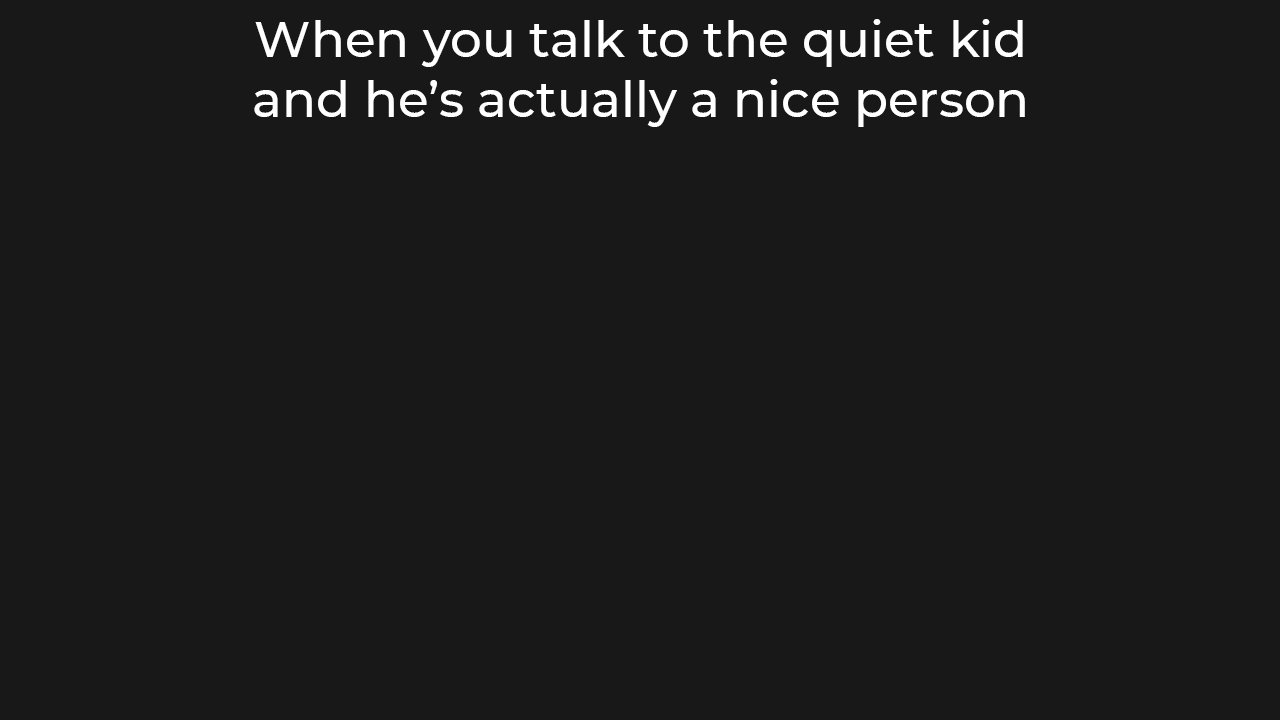 When you talk to the quiet kid
and he’s actually a nice person